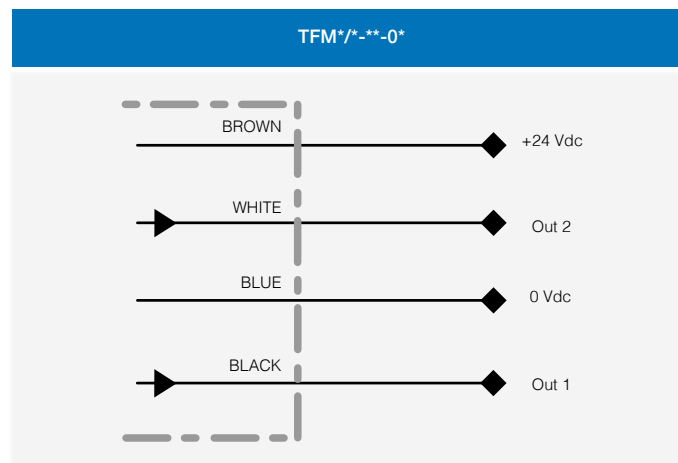 TFM*/*-**-0*
BROWN
+24 Vdc
WHITE
Out 2
BLUE
0 Vdc
BLACK
Out 1